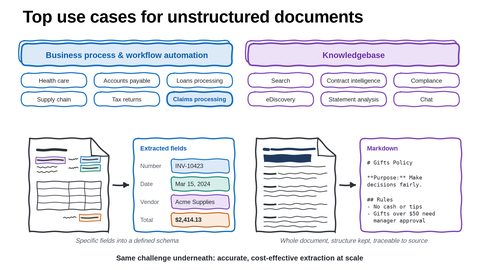 Top use cases for unstructured documents
Business process & workflow automation
Knowledgebase
Health care
Accounts payable
Loans processing
Search
Contract intelligence
Compliance
Supply chain
Tax returns
Claims processing
eDiscovery
Statement analysis
Chat
Extracted fields
Number
INV-10423
Date
Mar 15, 2024
Vendor
Acme Supplies
Total
$2,414.13
Markdown
# Gifts Policy
**Purpose:** Make
decisions fairly.
## Rules
- No cash or tips
- Gifts over $50 need
manager approval
Specific fields into a defined schema
Whole document, structure kept, traceable to source
Same challenge underneath: accurate, cost-effective extraction at scale